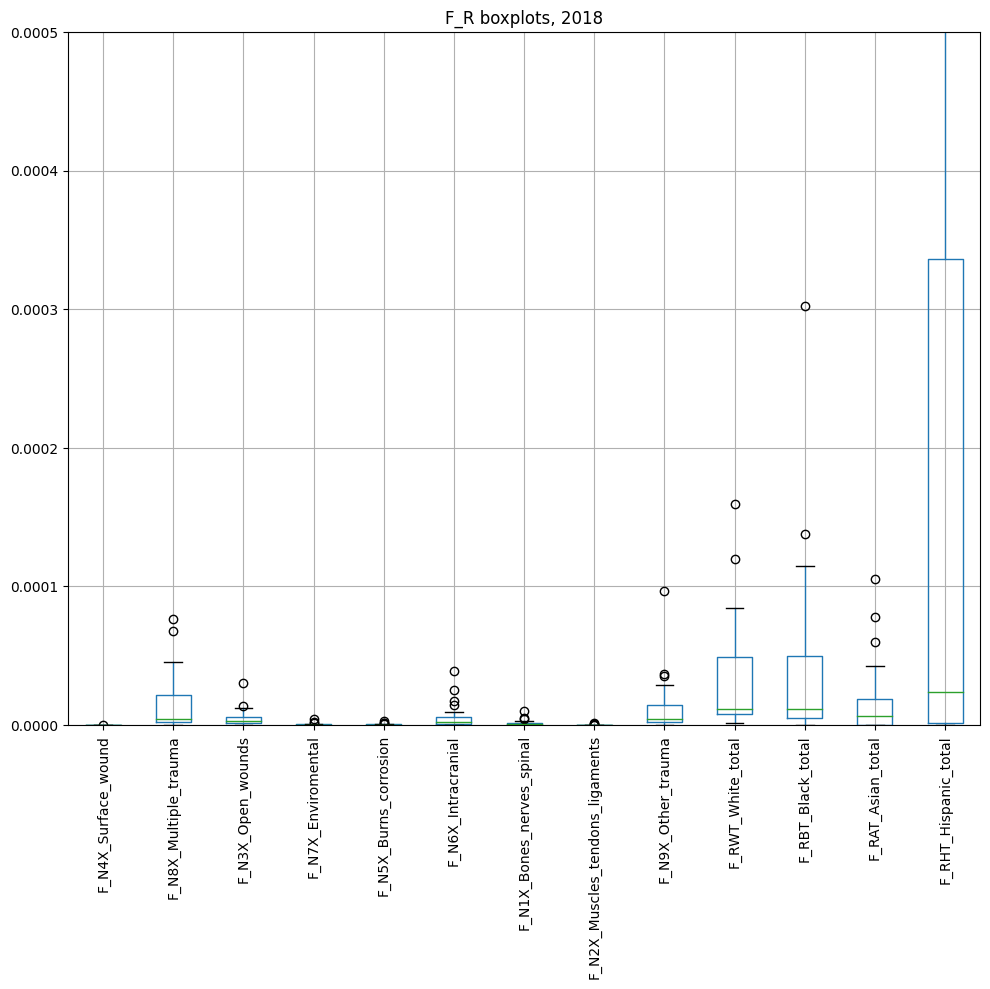 F_R boxplots, 2018
0.0005
0.0004
0.0003
0.0002
0.0001
0.0000
F_N4X_Surface_wound
F_N8X_Multiple_trauma
F_N3X_Open_wounds
F_N7X_Enviromental
F_N5X_Burns_corrosion
F_N6X_Intracranial
F_N1X_Bones_nerves_spinal
F_N2X_Muscles_tendons_ligaments
F_N9X_Other_trauma
F_RWT_White_total
F_RBT_Black_total
F_RAT_Asian_total
F_RHT_Hispanic_total